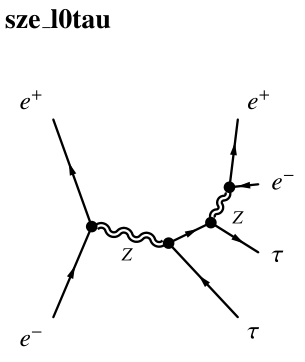 sze_l0tau
e+ e+
e−
Z
Z
τ
e− τ